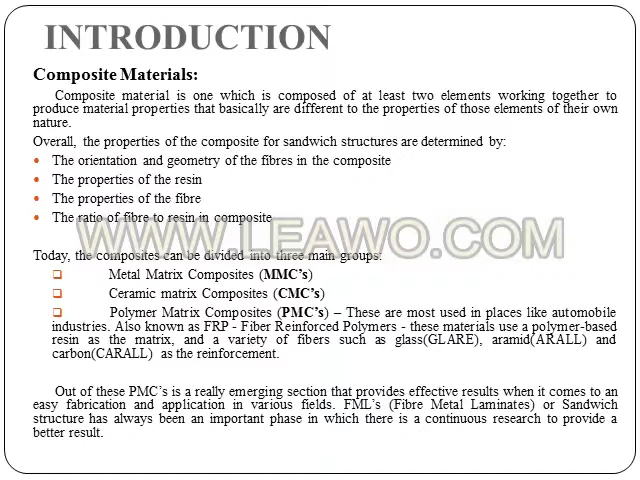 INTRODUCTION
Composite Materials:
Composite material is one which is composed of at least two elements working together to
produce material properties that basically are different to the properties of those elements of their own
nature.
Overall, the properties of the composite for sandwich structures are determined by:
• The orientation and geometry of the fibres in the composite
• The properties of the resin
• The properties of the fibre
• The ratio of fibre to resin in composite
WWW.LEAWO.COM
Today, the composites can be divided into three main groups:
❑ Metal Matrix Composites (MMC’s)
❑ Ceramic matrix Composites (CMC’s)
❑ Polymer Matrix Composites (PMC’s) – These are most used in places like automobile
industries. Also known as FRP - Fiber Reinforced Polymers - these materials use a polymer-based
resin as the matrix, and a variety of fibers such as glass(GLARE), aramid(ARALL) and
carbon(CARALL) as the reinforcement.
Out of these PMC’s is a really emerging section that provides effective results when it comes to an
easy fabrication and application in various fields. FML’s (Fibre Metal Laminates) or Sandwich
structure has always been an important phase in which there is a continuous research to provide a
better result.